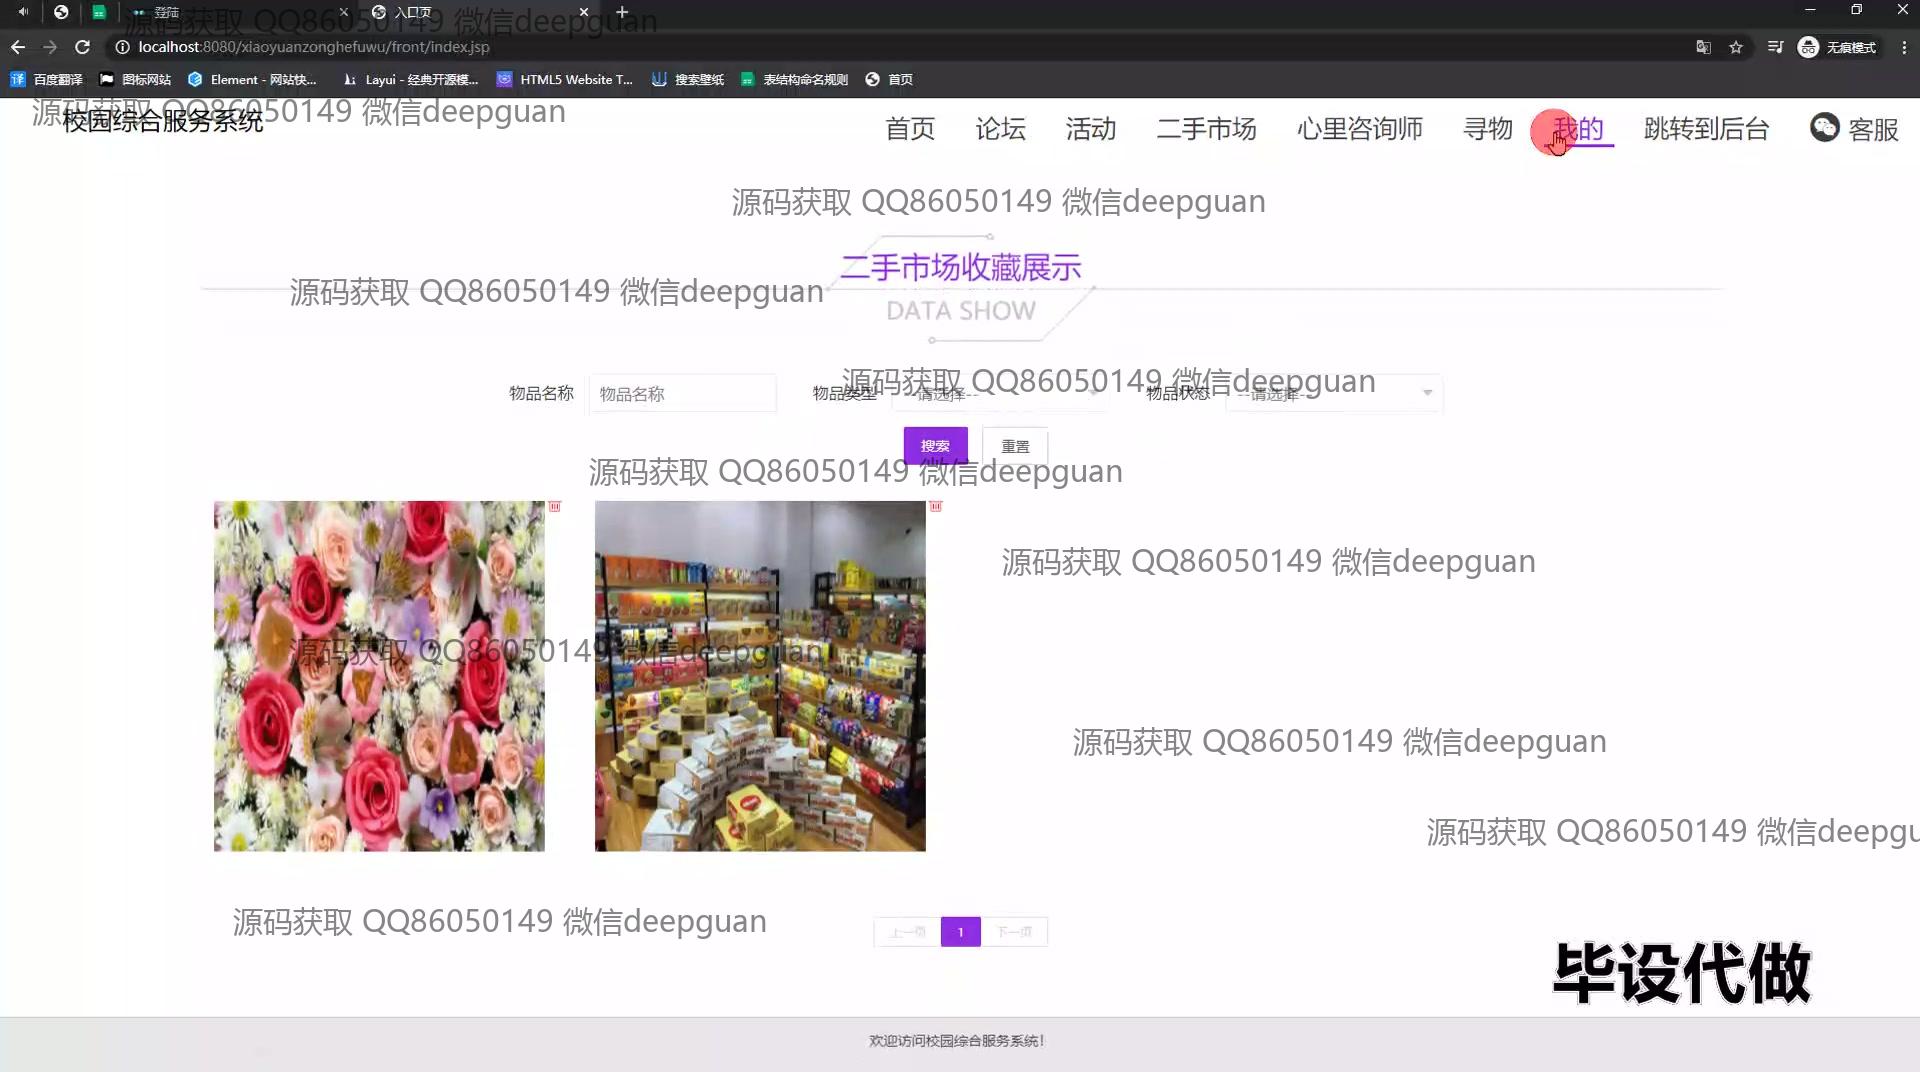 登陆
入口页
源码获取 QQ86050149 微信deepguan
localhost:8080/xiaoyuanzonghefuwu/front/index.jsp
无痕模式
百度翻译
图标网站
Element - 网站快...
Layui - 经典开源模...
HTML5 Website T...
搜索壁纸
表结构命名规则
首页
源码获取 QQ86050149 微信deepguan
校园综合服务系统
首页 论坛 活动 二手市场 心里咨询师 寻物 我的 跳转到后台 客服
源码获取 QQ86050149 微信deepguan
二手市场收藏展示
源码获取 QQ86050149 微信deepguan
DATA SHOW
源码获取 QQ86050149 微信deepguan
物品名称 物品名称 物品类型 --请选择-- 物品状态 --请选择--
搜索 重置
源码获取 QQ86050149 微信deepguan
源码获取 QQ86050149 微信deepguan
源码获取 QQ86050149 微信deepguan
源码获取 QQ86050149 微信deepguan
源码获取 QQ86050149 微信deepgu
源码获取 QQ86050149 微信deepguan
上一页 1 下一页
毕设代做
欢迎访问校园综合服务系统!